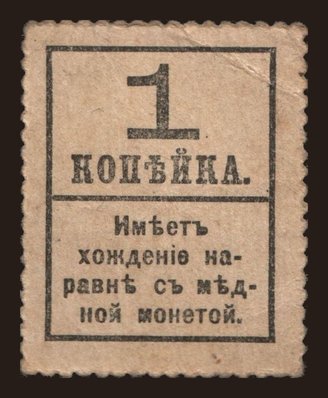 1
КОПѢЙКА.
Имѣетъ
хожденіе на-
равнѣ съ мѣд-
ной монетой.